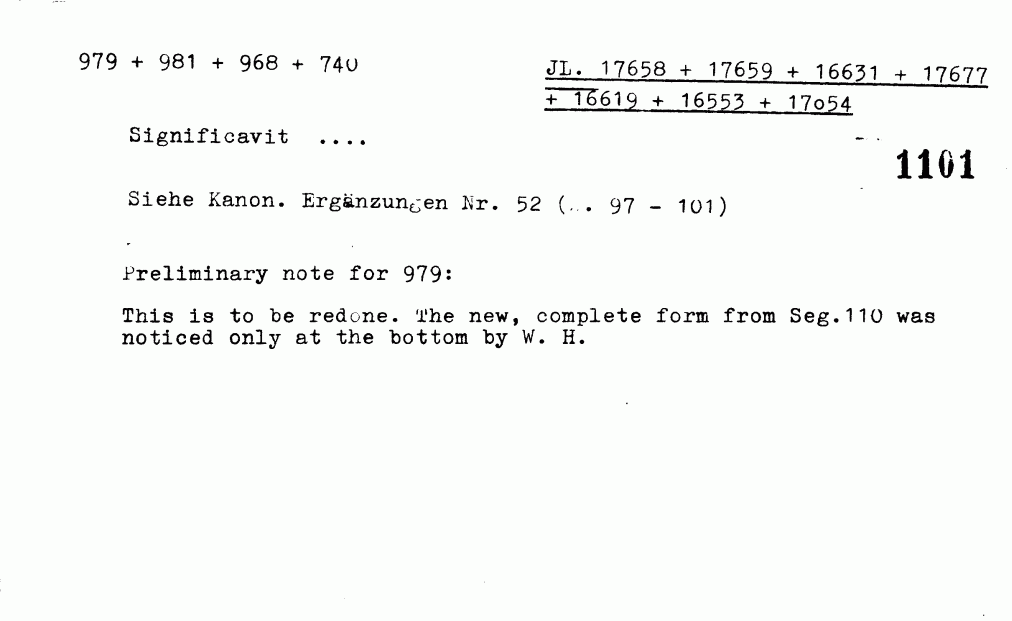 979 + 981 + 968 + 740
JL. 17658 + 17659 + 16631 + 17677
+ 16619 + 16553 + 17o54
Significavit ....
1101
Siehe Kanon. Ergänzungen Nr. 52 ( . 97 - 101)
Preliminary note for 979:
This is to be redone. The new, complete form from Seg.110 was
noticed only at the bottom by W. H.